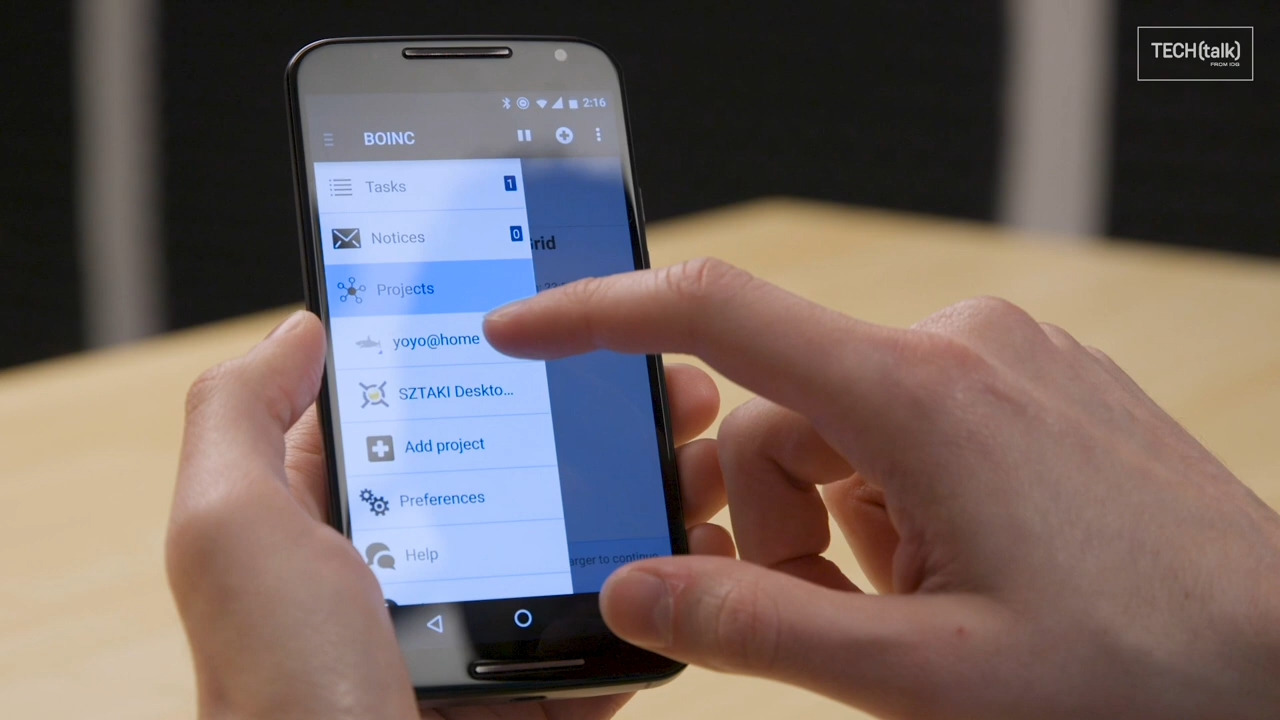 TECH(talk)
FROM IDG
2:16
BOINC
Tasks 1
Notices 0
Grid
Projects
yoyo@home
SZTAKI Deskto...
Add project
Preferences
Help
arger to continue